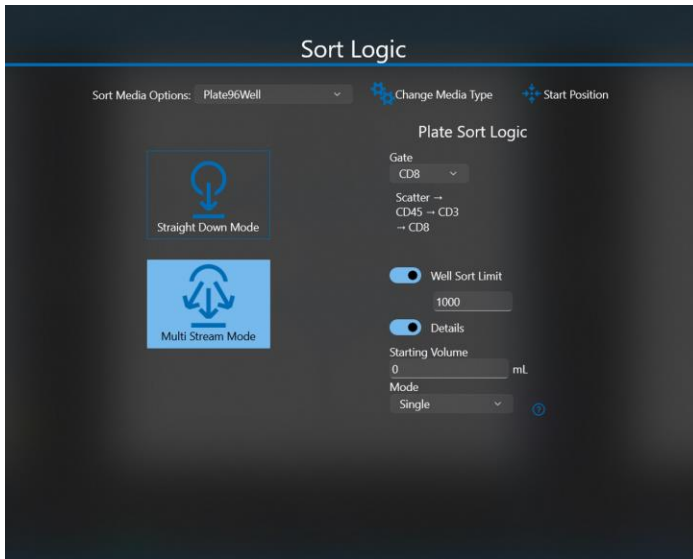 Sort Logic
Sort Media Options: Plate96Well Change Media Type Start Position
Plate Sort Logic
Gate
CD8
Scatter →
CD45 → CD3
→ CD8
Straight Down Mode
Multi Stream Mode
Well Sort Limit
1000
Details
Starting Volume
0 mL
Mode
Single
?